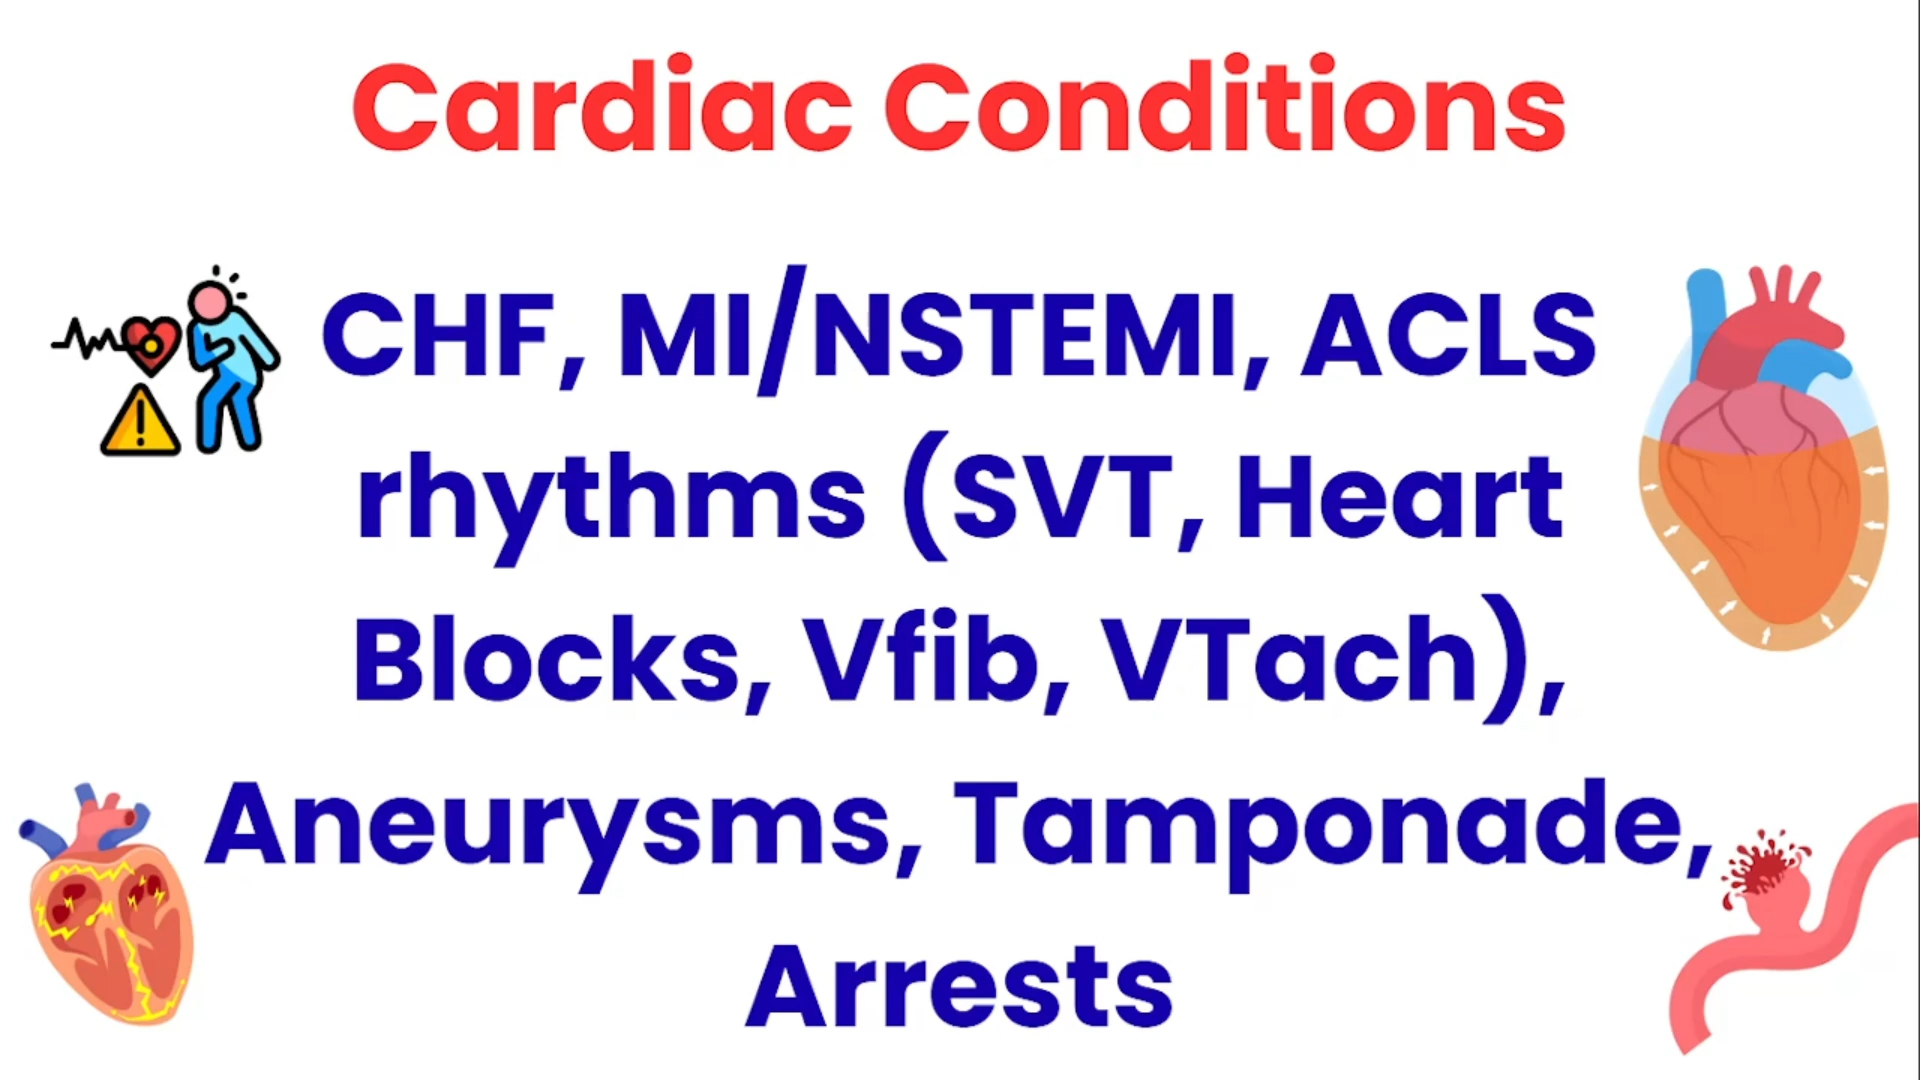 Cardiac Conditions
CHF, MI/NSTEMI, ACLS
rhythms (SVT, Heart
Blocks, Vfib, VTach),
Aneurysms, Tamponade,
Arrests